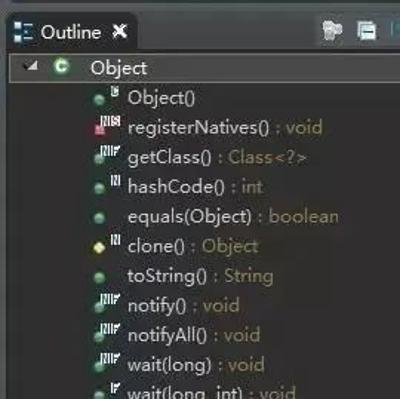 Outline
Object
Object()
registerNatives() : void
getClass() : Class<?>
hashCode() : int
equals(Object) : boolean
clone() : Object
toString() : String
notify() : void
notifyAll() : void
wait(long) : void
wait(long, int) : void